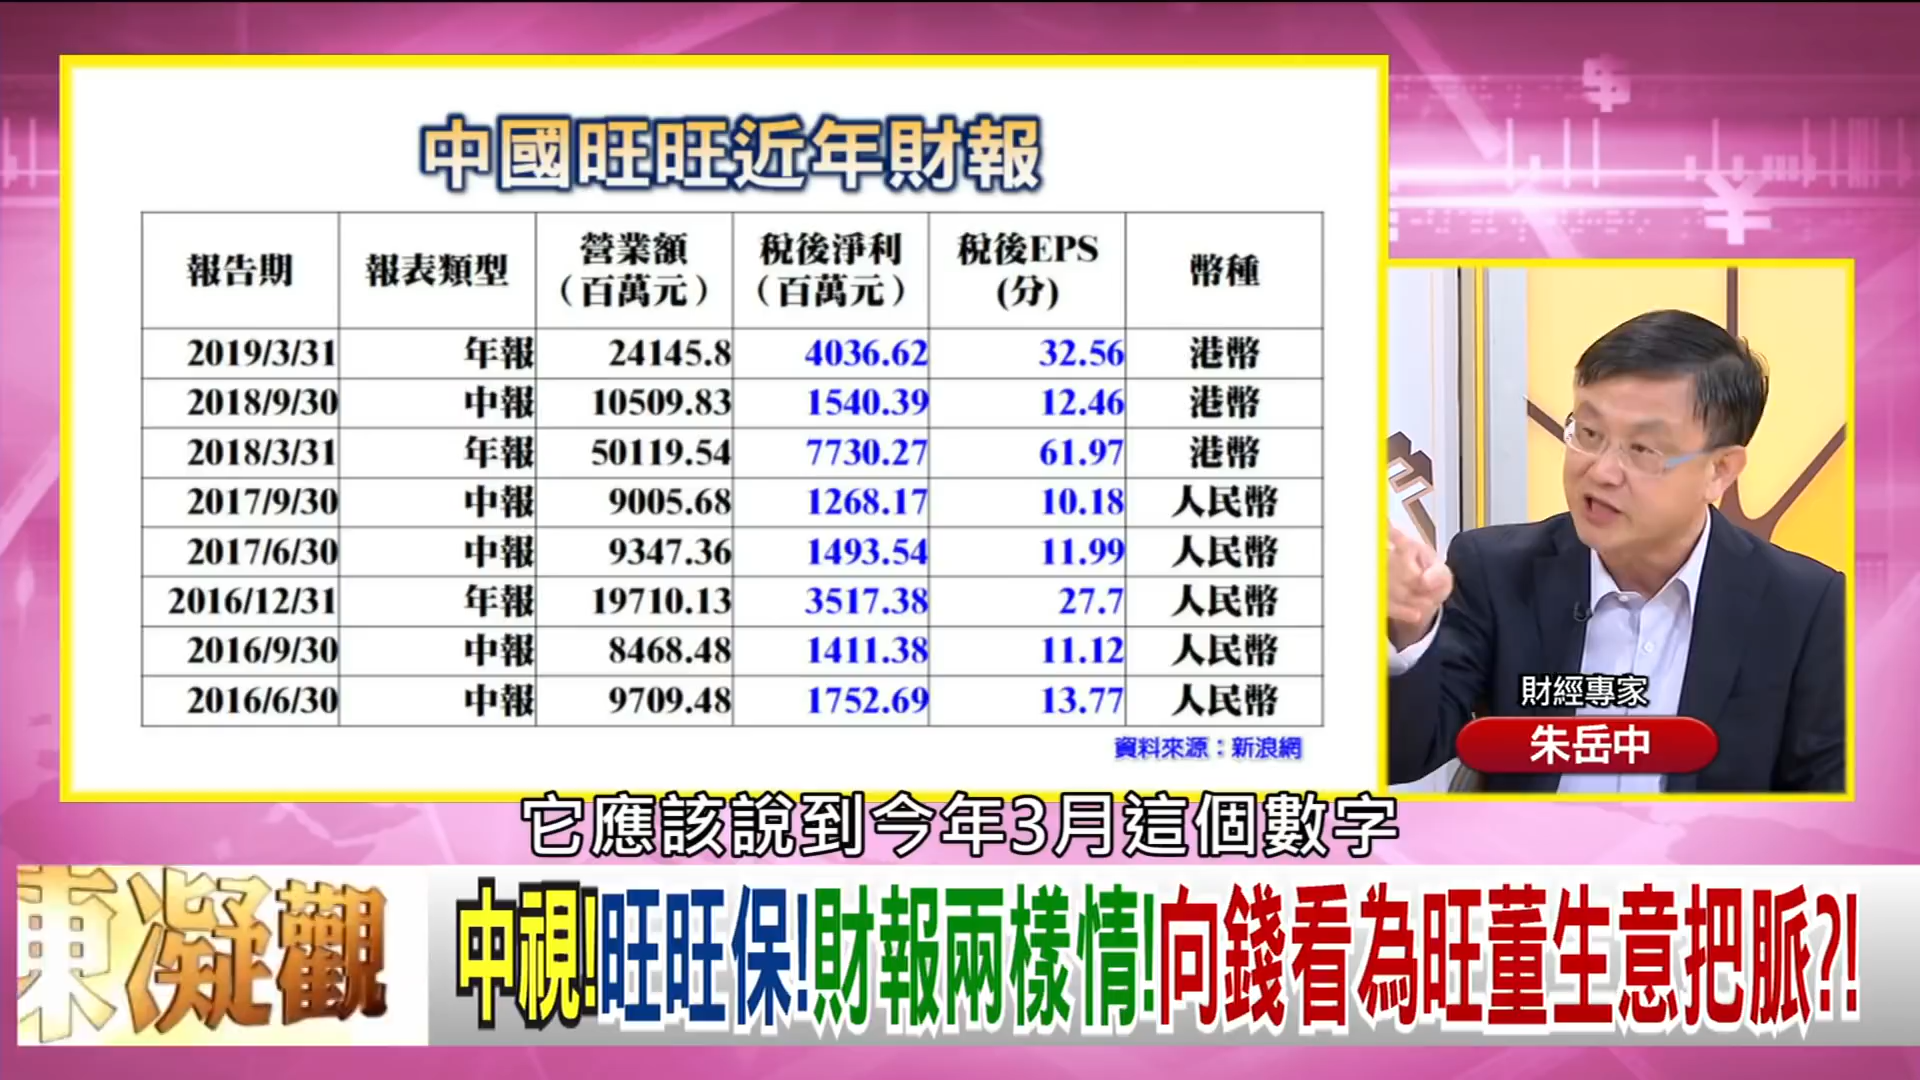 中國旺旺近年財報
報告期 報表類型 營業額（百萬元） 稅後淨利（百萬元） 稅後EPS(分) 幣種
2019/3/31 年報 24145.8 4036.62 32.56 港幣
2018/9/30 中報 10509.83 1540.39 12.46 港幣
2018/3/31 年報 50119.54 7730.27 61.97 港幣
2017/9/30 中報 9005.68 1268.17 10.18 人民幣
2017/6/30 中報 9347.36 1493.54 11.99 人民幣
2016/12/31 年報 19710.13 3517.38 27.7 人民幣
2016/9/30 中報 8468.48 1411.38 11.12 人民幣
2016/6/30 中報 9709.48 1752.69 13.77 人民幣
資料來源：新浪網
財經專家
朱岳中
它應該說到今年3月這個數字
東凝觀
中視!旺旺保!財報兩樣情!向錢看為旺董生意把脈?!